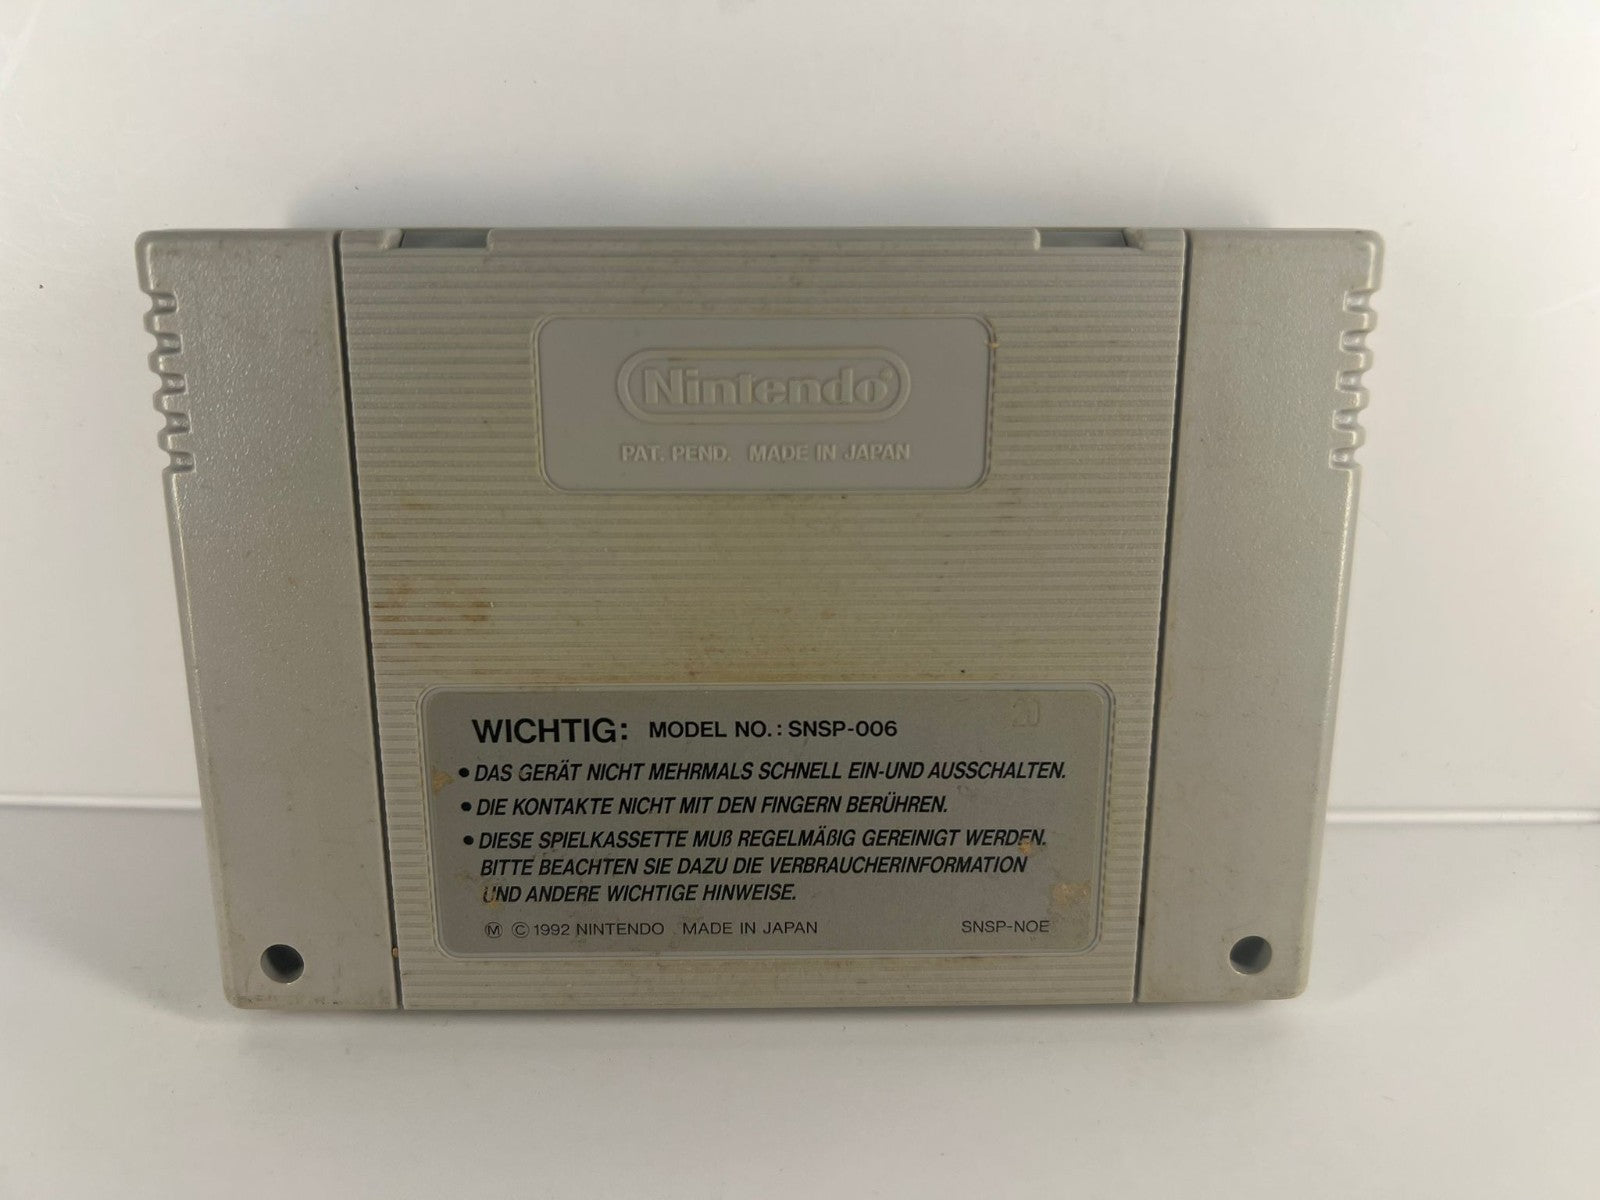 Nintendo®
PAT. PEND. MADE IN JAPAN
20
WICHTIG: MODEL NO.: SNSP-006
• DAS GERÄT NICHT MEHRMALS SCHNELL EIN-UND AUSSCHALTEN.
• DIE KONTAKTE NICHT MIT DEN FINGERN BERÜHREN.
• DIESE SPIELKASSETTE MUß REGELMÄßIG GEREINIGT WERDEN.
BITTE BEACHTEN SIE DAZU DIE VERBRAUCHERINFORMATION
UND ANDERE WICHTIGE HINWEISE.
Ⓜ © 1992 NINTENDO MADE IN JAPAN SNSP-NOE